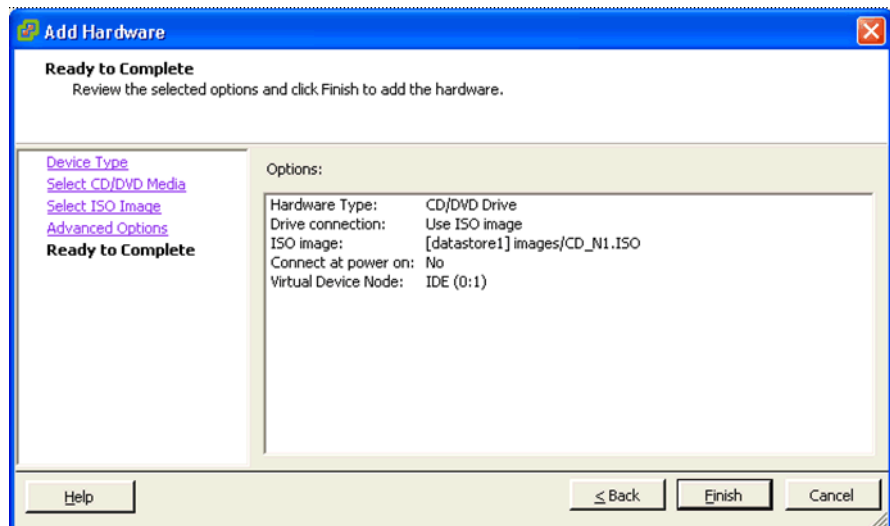 Add Hardware
Ready to Complete
Review the selected options and click Finish to add the hardware.
Device Type
Select CD/DVD Media
Select ISO Image
Advanced Options
Ready to Complete
Options:
Hardware Type: CD/DVD Drive
Drive connection: Use ISO image
ISO image: [datastore1] images/CD_N1.ISO
Connect at power on: No
Virtual Device Node: IDE (0:1)
Help
< Back
Finish
Cancel